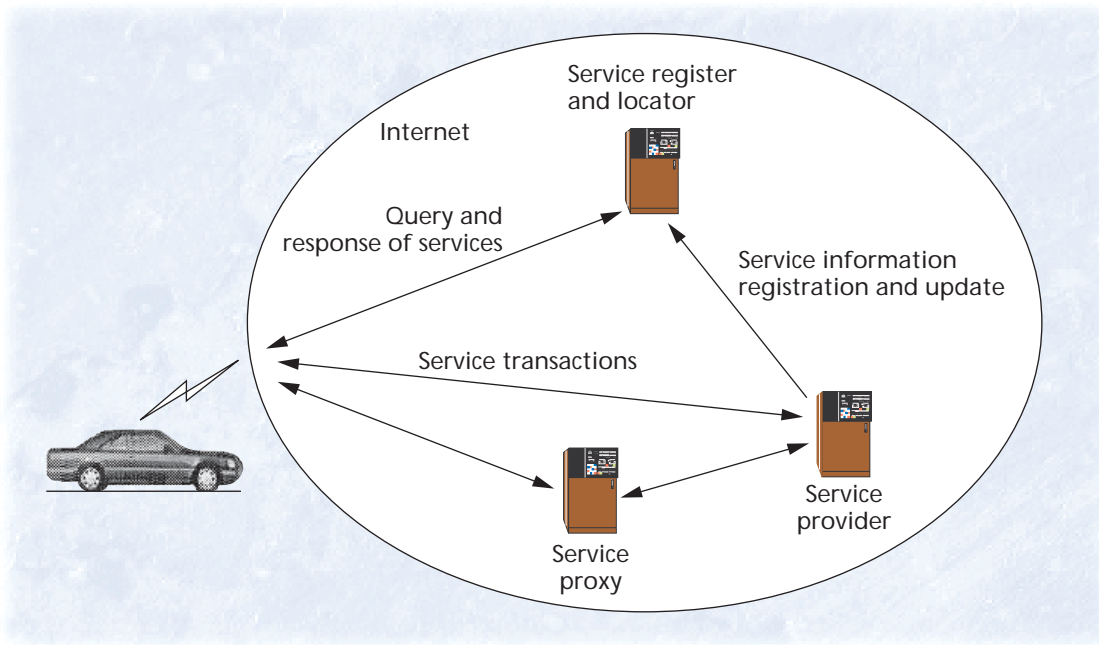 Service register
and locator
Internet
Query and
response of services
Service information
registration and update
Service transactions
Service
provider
Service
proxy